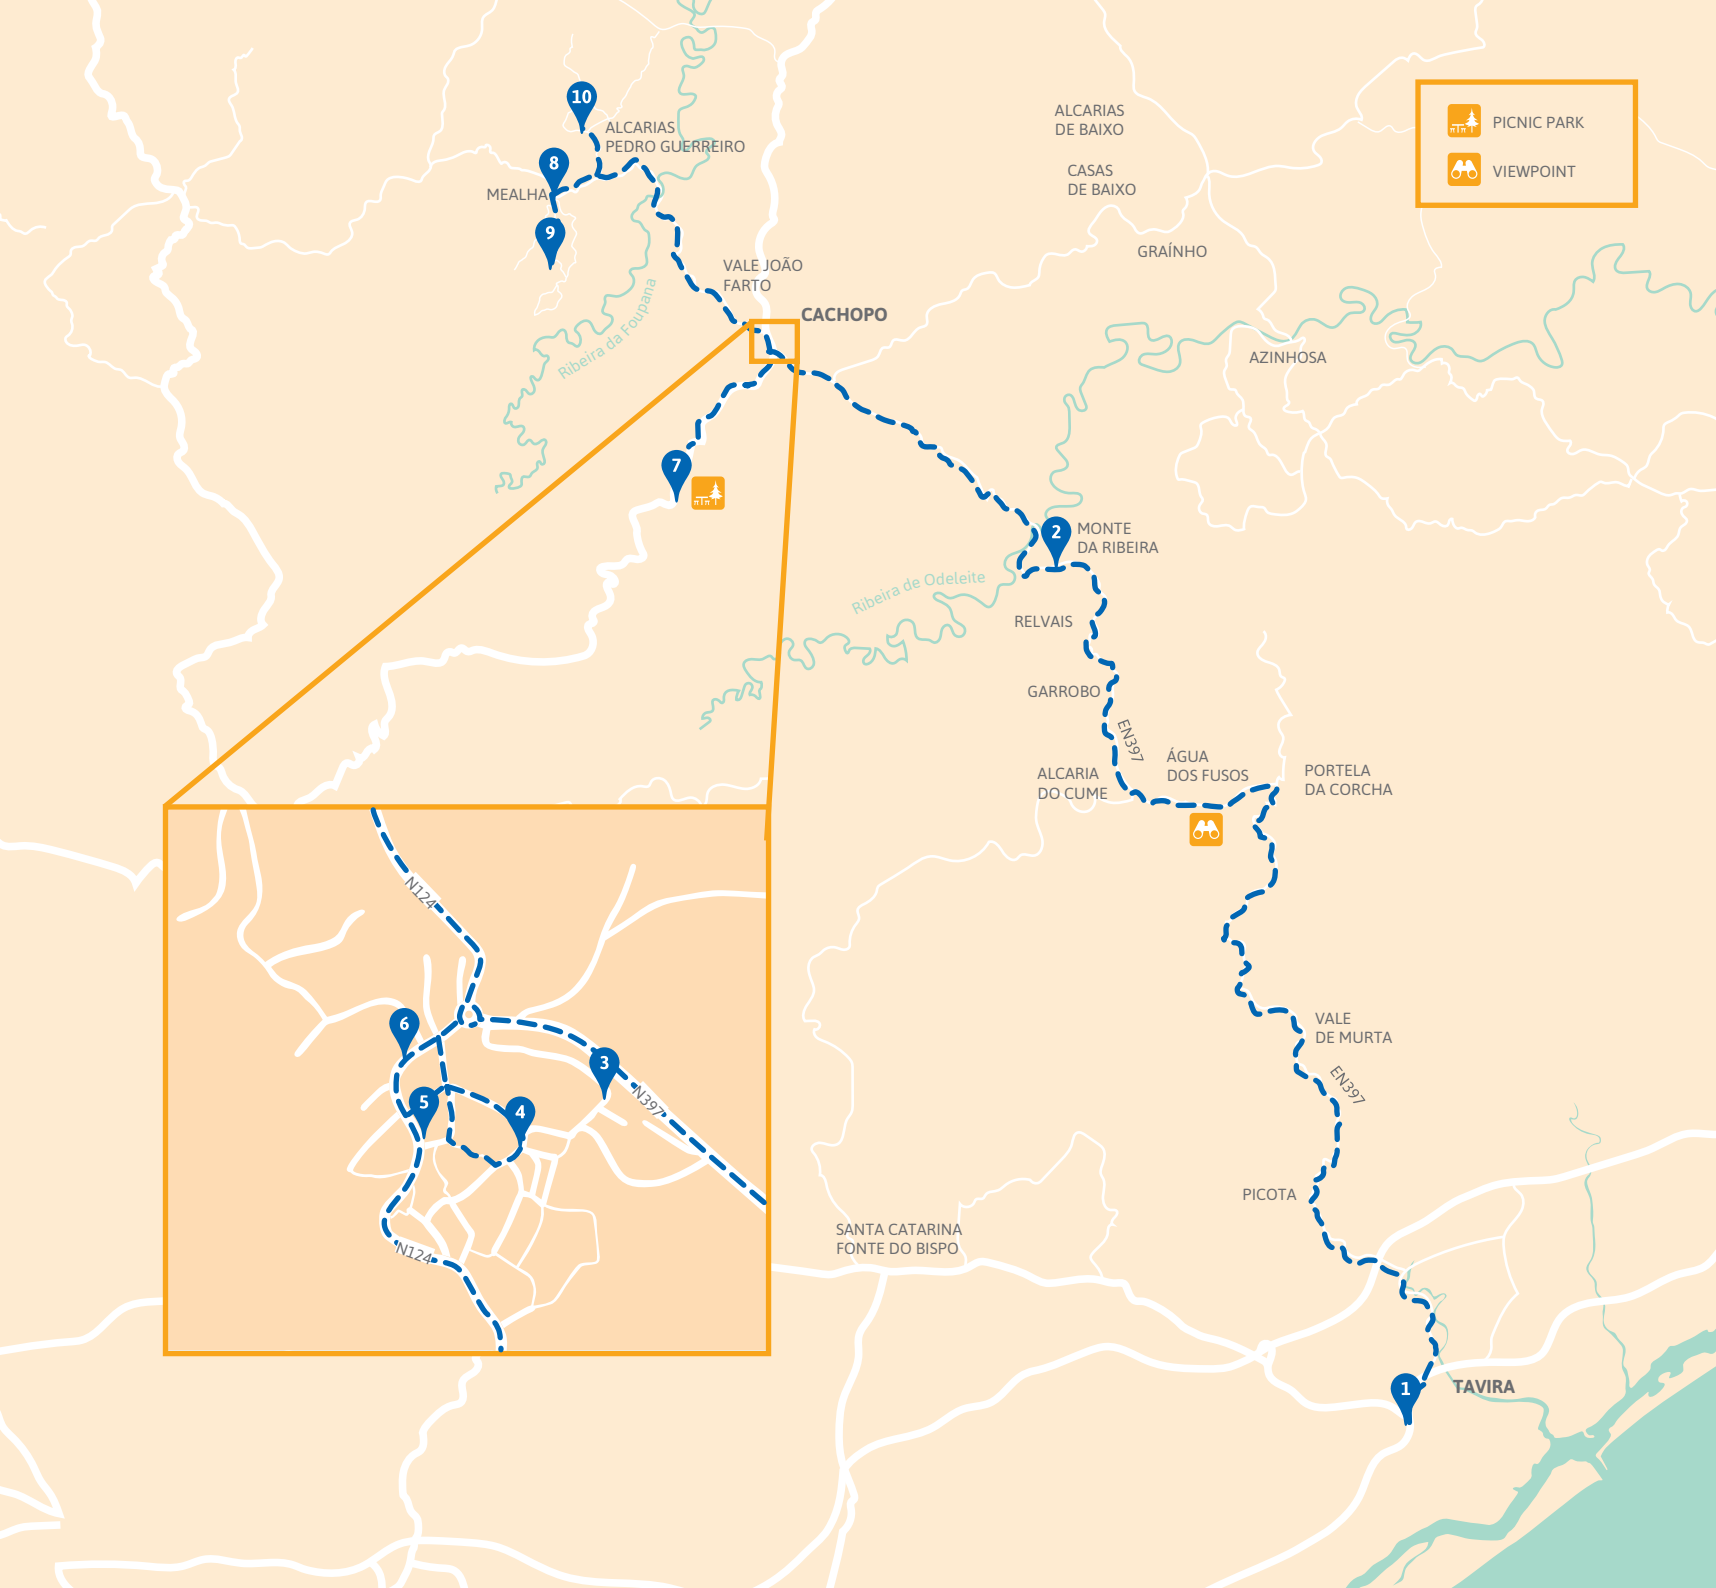 10
ALCARIAS
PEDRO GUERREIRO
8
MEALHA
9
ALCARIAS
DE BAIXO
CASAS
DE BAIXO
PICNIC PARK
VIEWPOINT
GRAÍNHO
VALE JOÃO
FARTO
Ribeira da Foupana
CACHOPO
AZINHOSA
7
2
MONTE
DA RIBEIRA
Ribeira de Odeleite
RELVAIS
GARROBO
EN397
ÁGUA
DOS FUSOS
ALCARIA
DO CUME
PORTELA
DA CORCHA
N124
6
3
5
4
N397
N124
VALE
DE MURTA
EN397
PICOTA
SANTA CATARINA
FONTE DO BISPO
1
TAVIRA